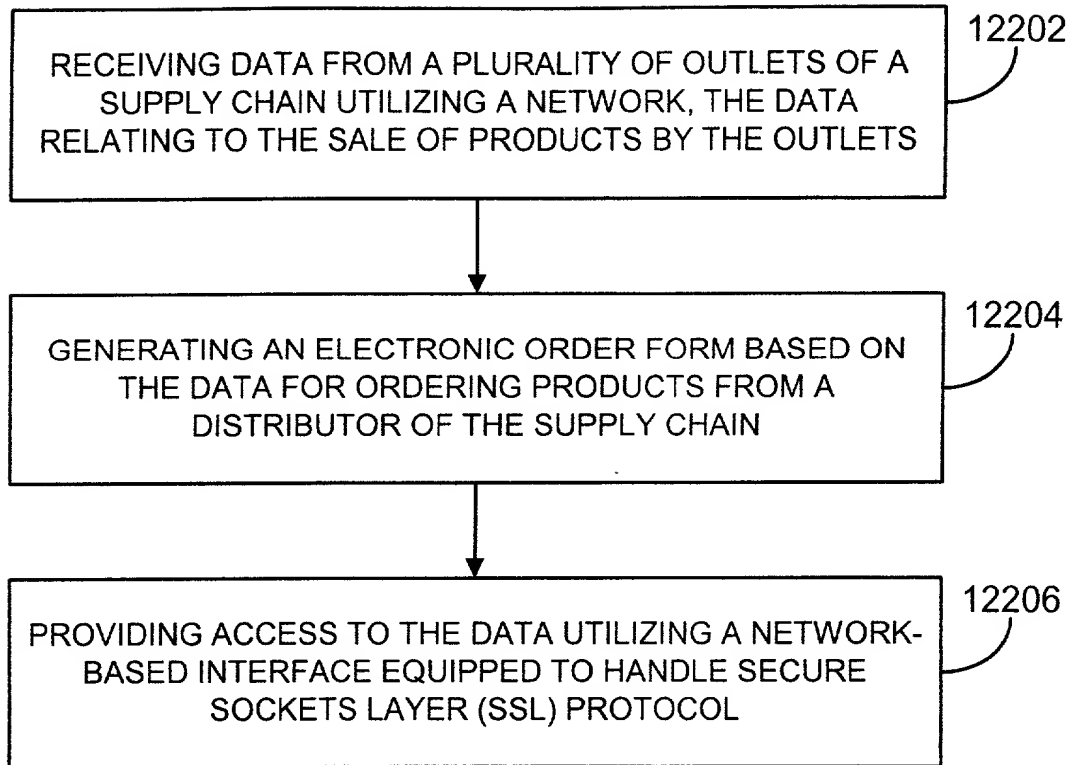 12202
RECEIVING DATA FROM A PLURALITY OF OUTLETS OF A
SUPPLY CHAIN UTILIZING A NETWORK, THE DATA
RELATING TO THE SALE OF PRODUCTS BY THE OUTLETS
12204
GENERATING AN ELECTRONIC ORDER FORM BASED ON
THE DATA FOR ORDERING PRODUCTS FROM A
DISTRIBUTOR OF THE SUPPLY CHAIN
12206
PROVIDING ACCESS TO THE DATA UTILIZING A NETWORK-
BASED INTERFACE EQUIPPED TO HANDLE SECURE
SOCKETS LAYER (SSL) PROTOCOL